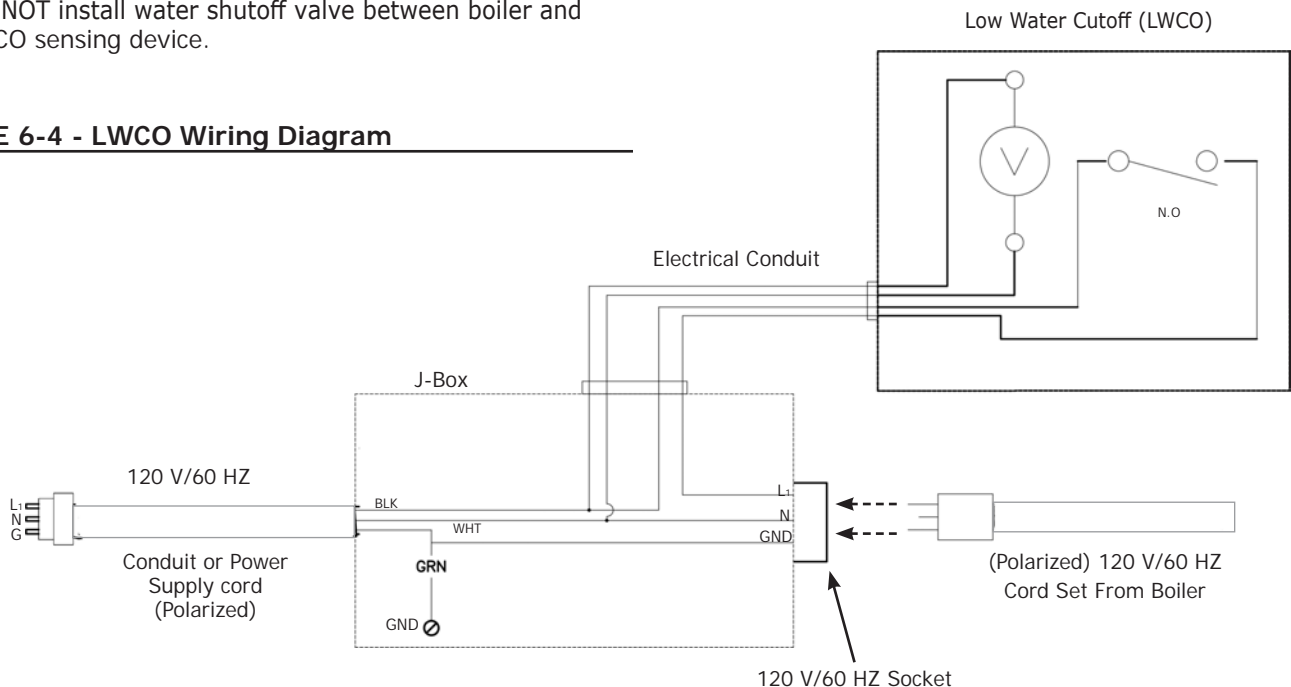 NOT install water shutoff valve between boiler and
CO sensing device.
E 6-4 - LWCO Wiring Diagram
Low Water Cutoff (LWCO)
V
N.O
Electrical Conduit
J-Box
120 V/60 HZ
L1
N
G
BLK
WHT
GRN
GND
L1
N
GND
Conduit or Power
Supply cord
(Polarized)
(Polarized) 120 V/60 HZ
Cord Set From Boiler
120 V/60 HZ Socket